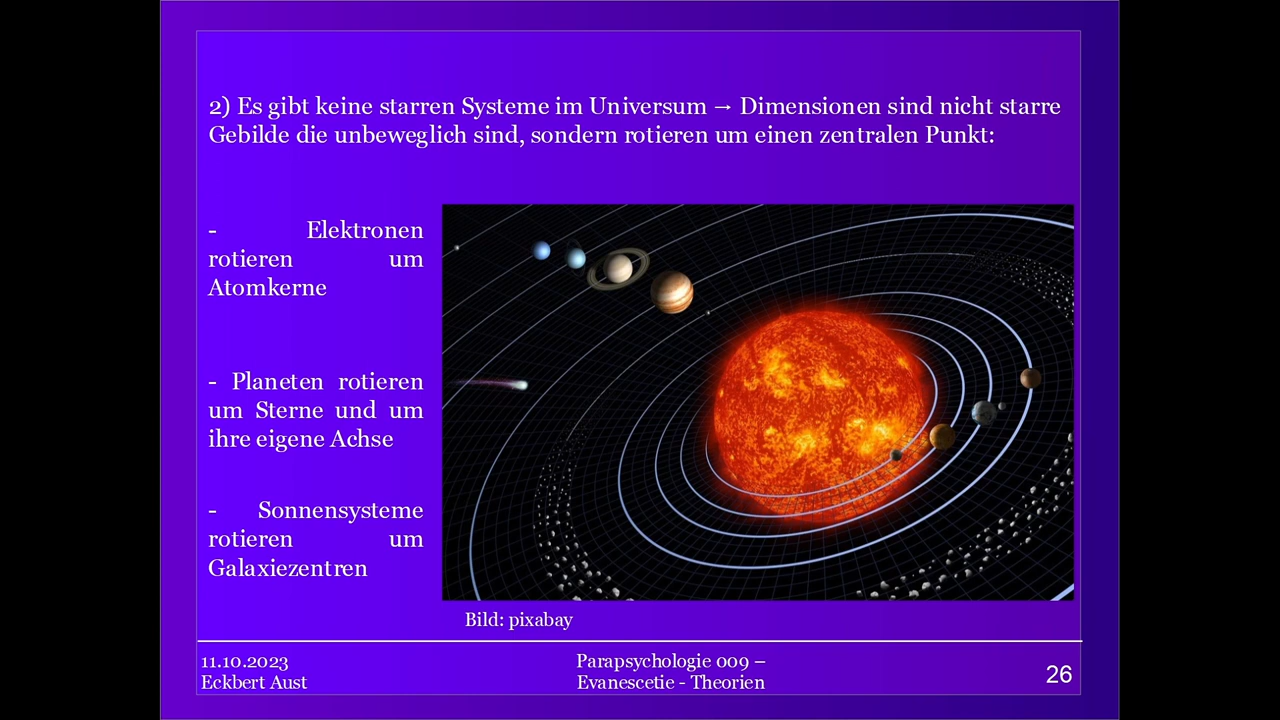 2) Es gibt keine starren Systeme im Universum → Dimensionen sind nicht starre
Gebilde die unbeweglich sind, sondern rotieren um einen zentralen Punkt:
- Elektronen
rotieren um
Atomkerne
- Planeten rotieren
um Sterne und um
ihre eigene Achse
- Sonnensysteme
rotieren um
Galaxiezentren
Bild: pixabay
11.10.2023
Eckbert Aust
Parapsychologie 009 –
Evanescetie - Theorien
26